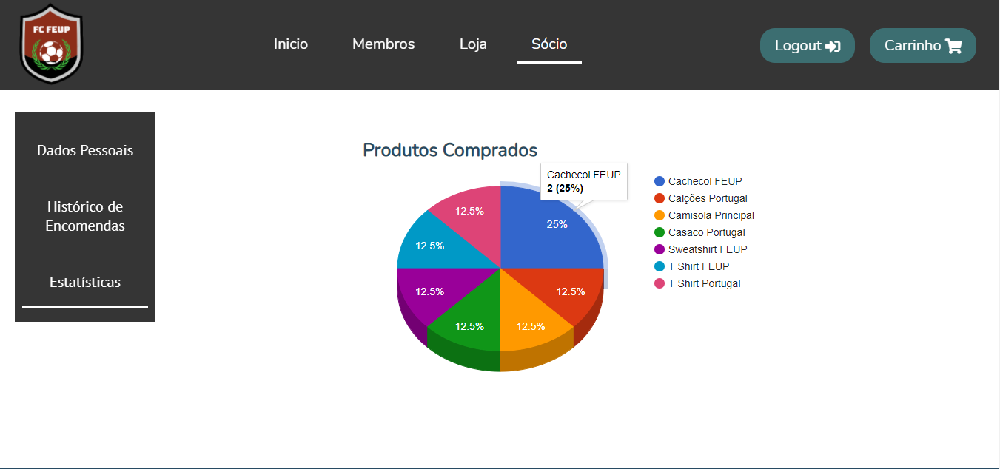 FC FEUP
Inicio
Membros
Loja
Sócio
Logout
Carrinho
Dados Pessoais
Histórico de
Encomendas
Estatísticas
Produtos Comprados
Cachecol FEUP
2 (25%)
25%
12.5%
12.5%
12.5%
12.5%
12.5%
12.5%
Cachecol FEUP
Calções Portugal
Camisola Principal
Casaco Portugal
Sweatshirt FEUP
T Shirt FEUP
T Shirt Portugal